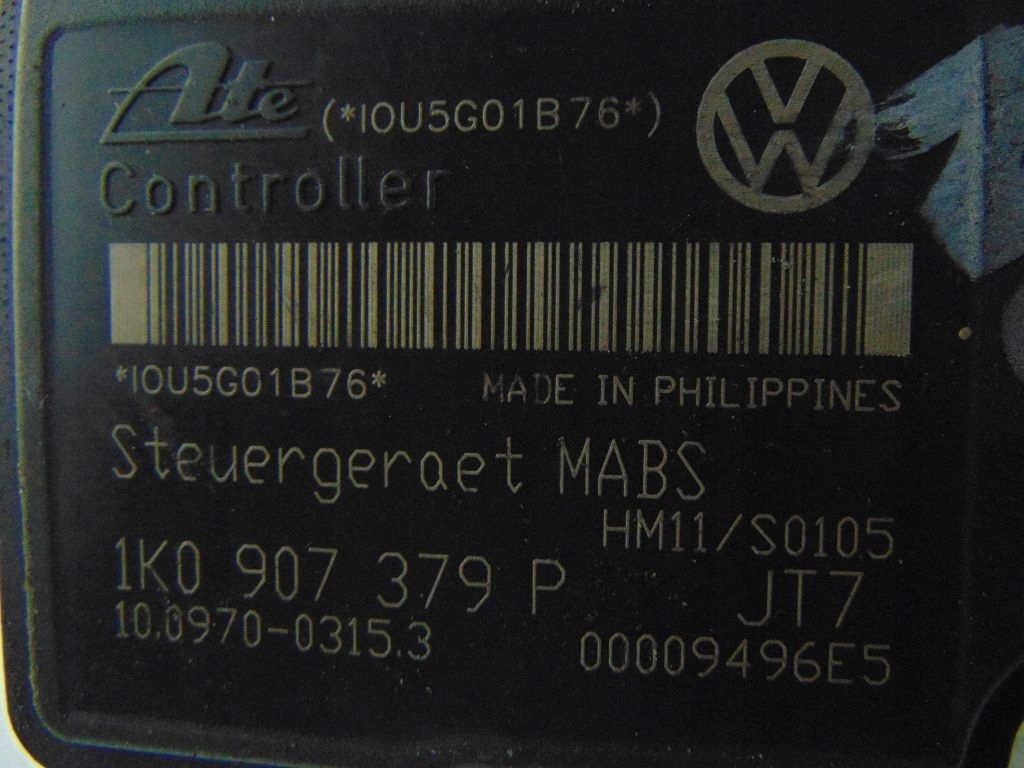 Ate (*IOU5G01B76*)
Controller
*IOU5G01B76* MADE IN PHILIPPINES
Steuergeraet MABS
HM11/S0105
1K0 907 379 P JT7
10.0970-0315.3 00009496E5